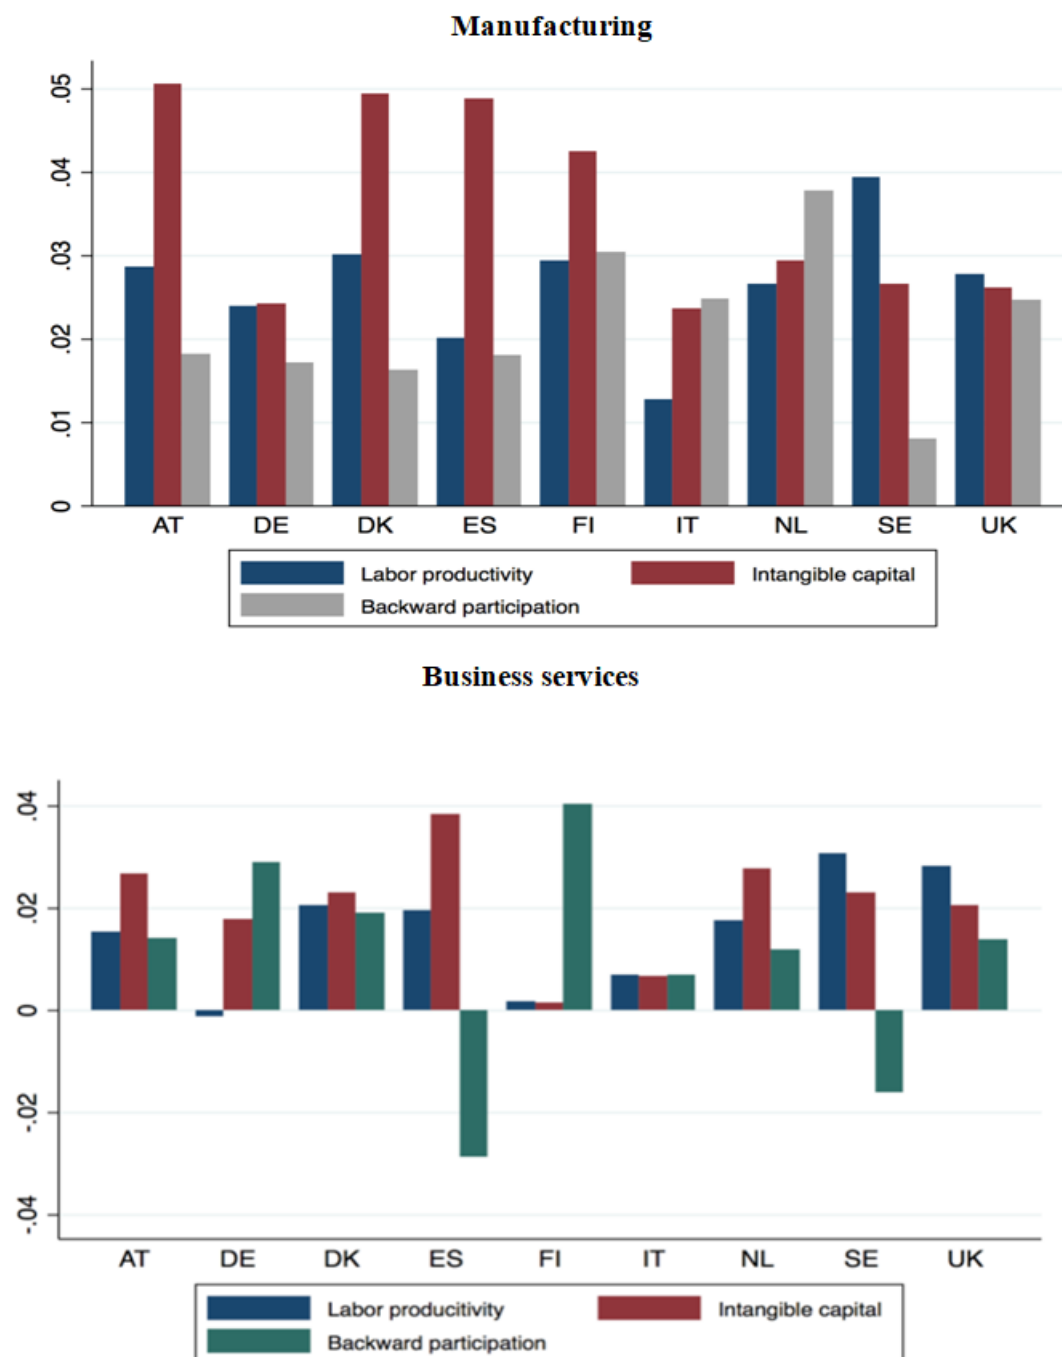 Manufacturing
.05
.04
.03
.02
.01
0
AT DE DK ES FI IT NL SE UK
Labor productivity Intangible capital
Backward participation
Business services
.04
.02
0
-.02
-.04
AT DE DK ES FI IT NL SE UK
Labor producitivity Intangible capital
Backward participation